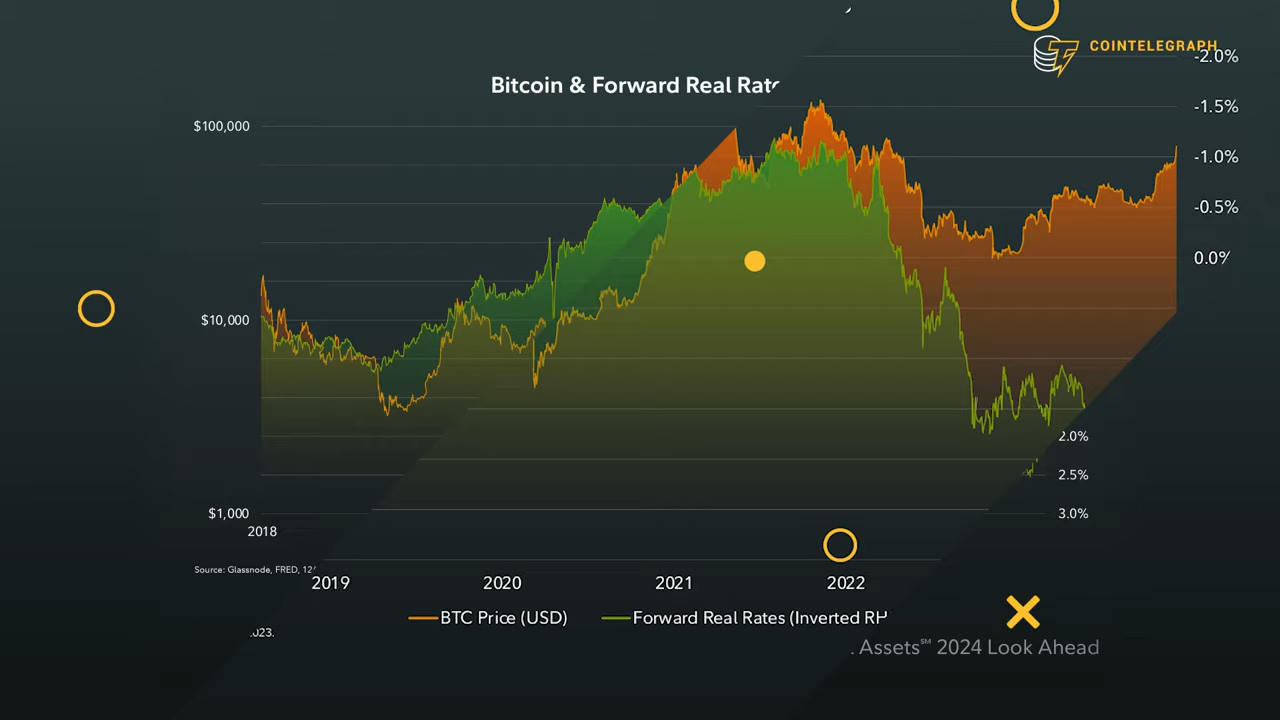 COINTELEGRAPH
-2.0%
Bitcoin & Forward Real
-1.5%
$100,000
-1.0%
-0.5%
0.0
$10,000
2.0%
2.5%
$1,000
3.0%
2018
Source: Glassnode, FRED, 12/
2019 2020 2021 2022
BTC Price (USD) Forward Real Rates (Inverted
.023.
. Assets℠ 2024 Look Ahead